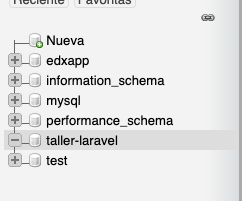 Reciente Favoritas
Nueva
edxapp
information_schema
mysql
performance_schema
taller-laravel
test